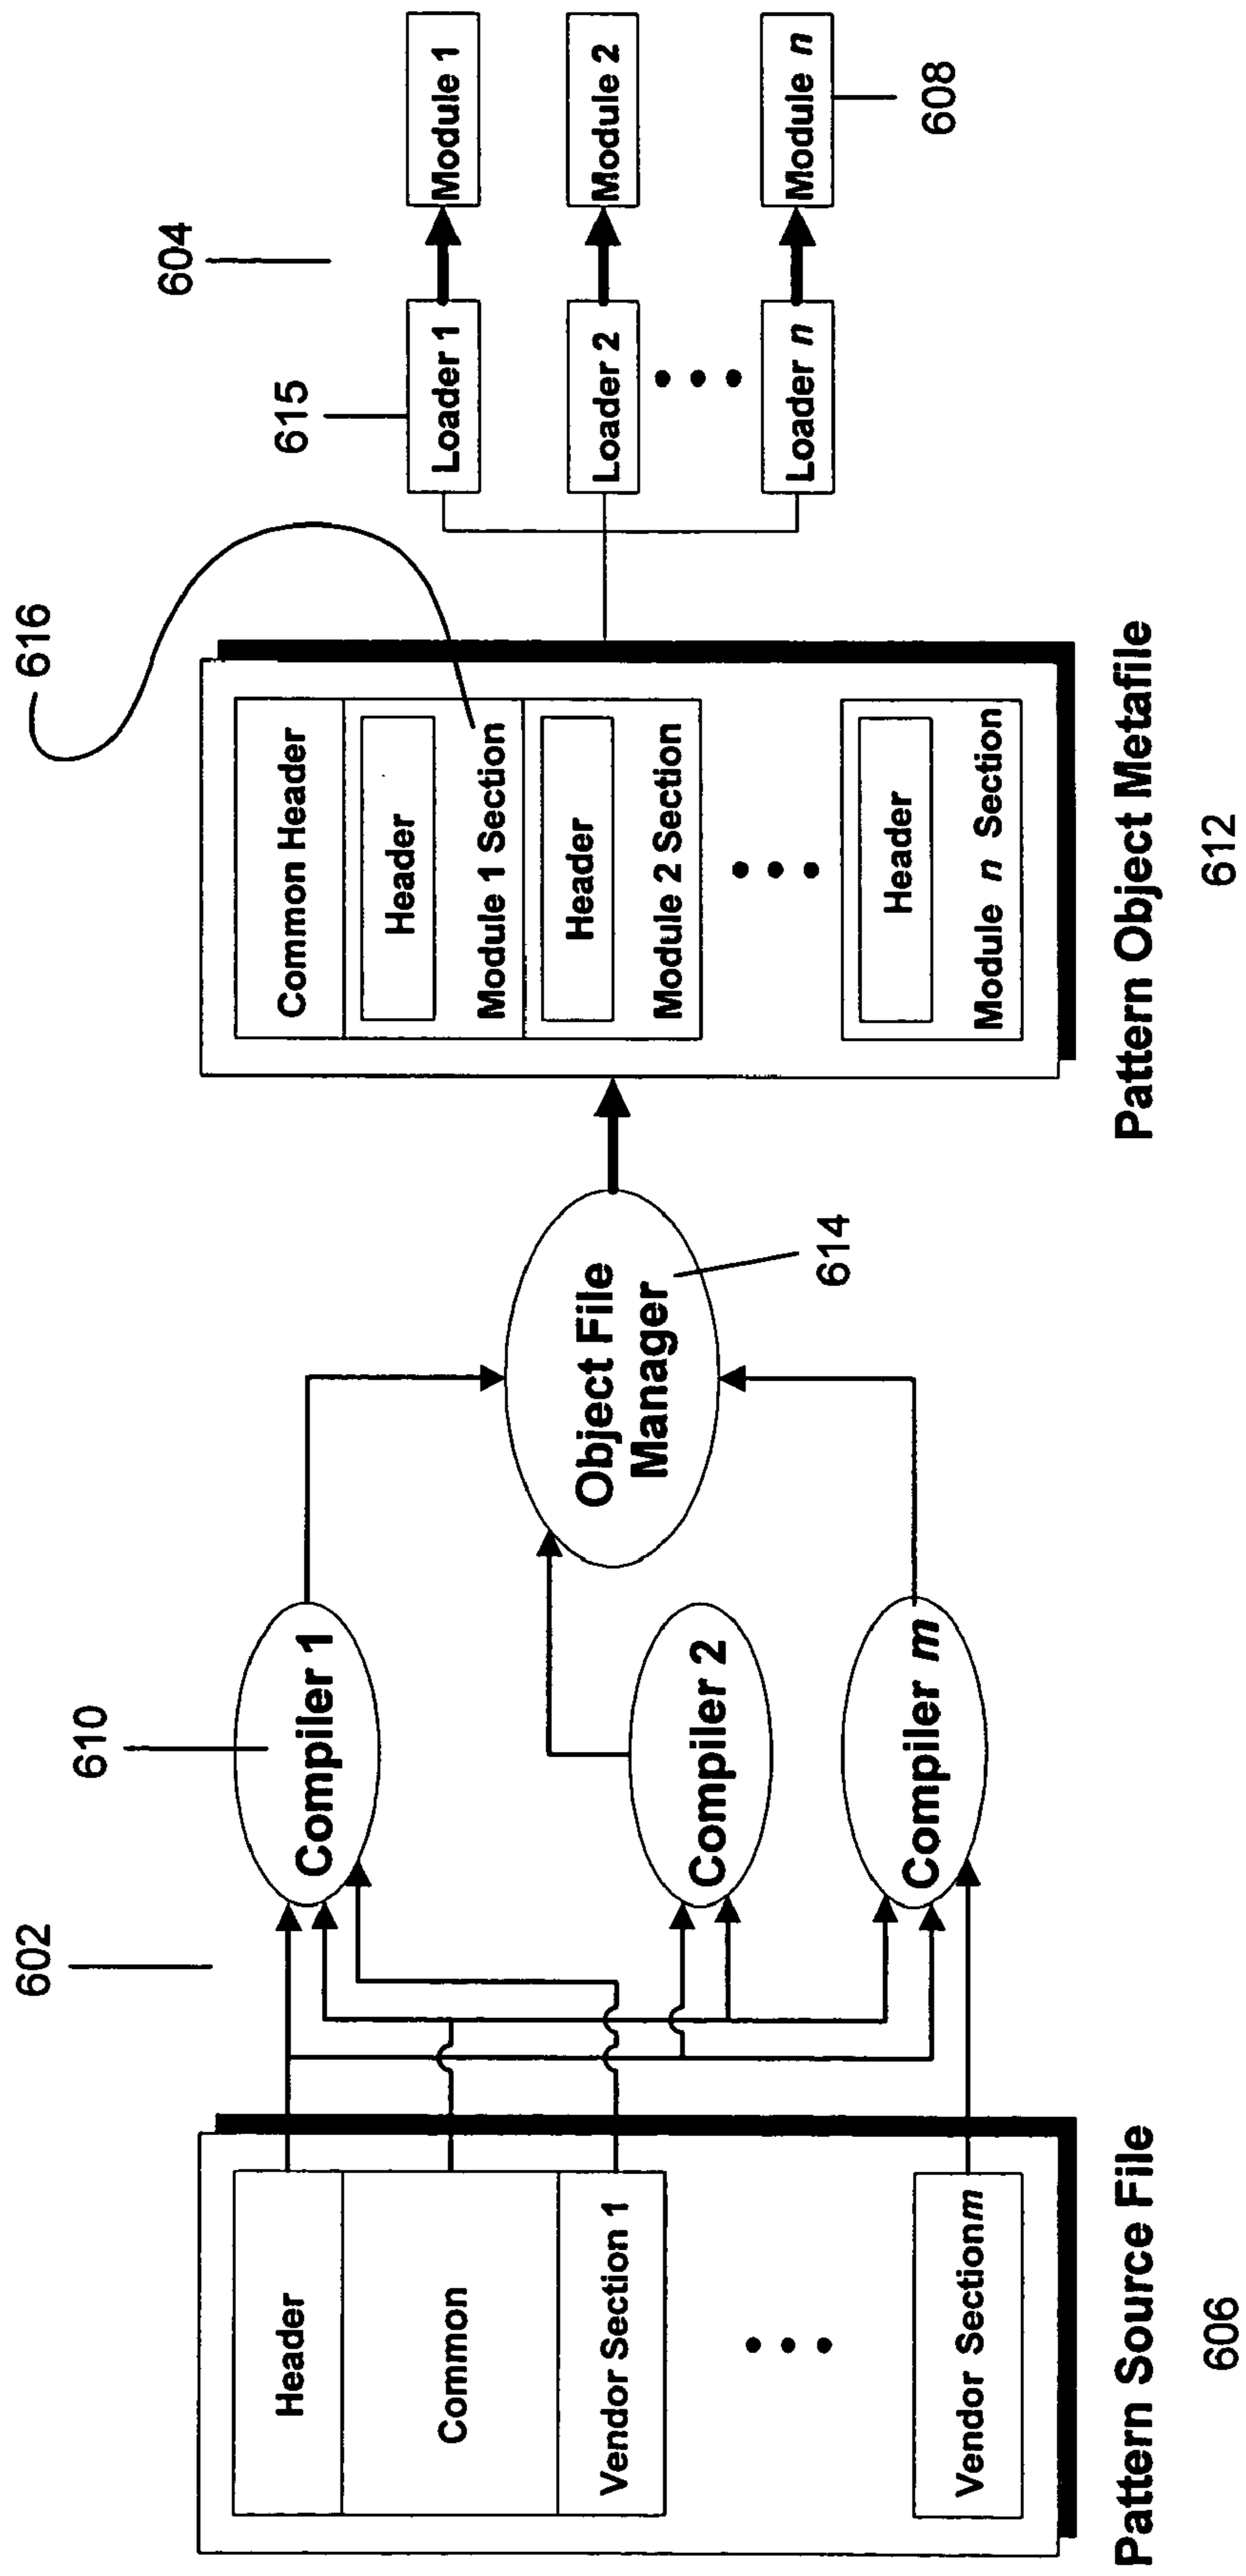 602
610
616
615
604
Header
Common
Vendor Section 1
Vendor Sectionm
Pattern Source File
606
Compiler 1
Compiler 2
Compiler m
Object File
Manager
614
Common Header
Header
Module 1 Section
Header
Module 2 Section
Header
Module n Section
Pattern Object Metafile
612
Loader 1
Loader 2
Loader n
Module 1
Module 2
Module n
608